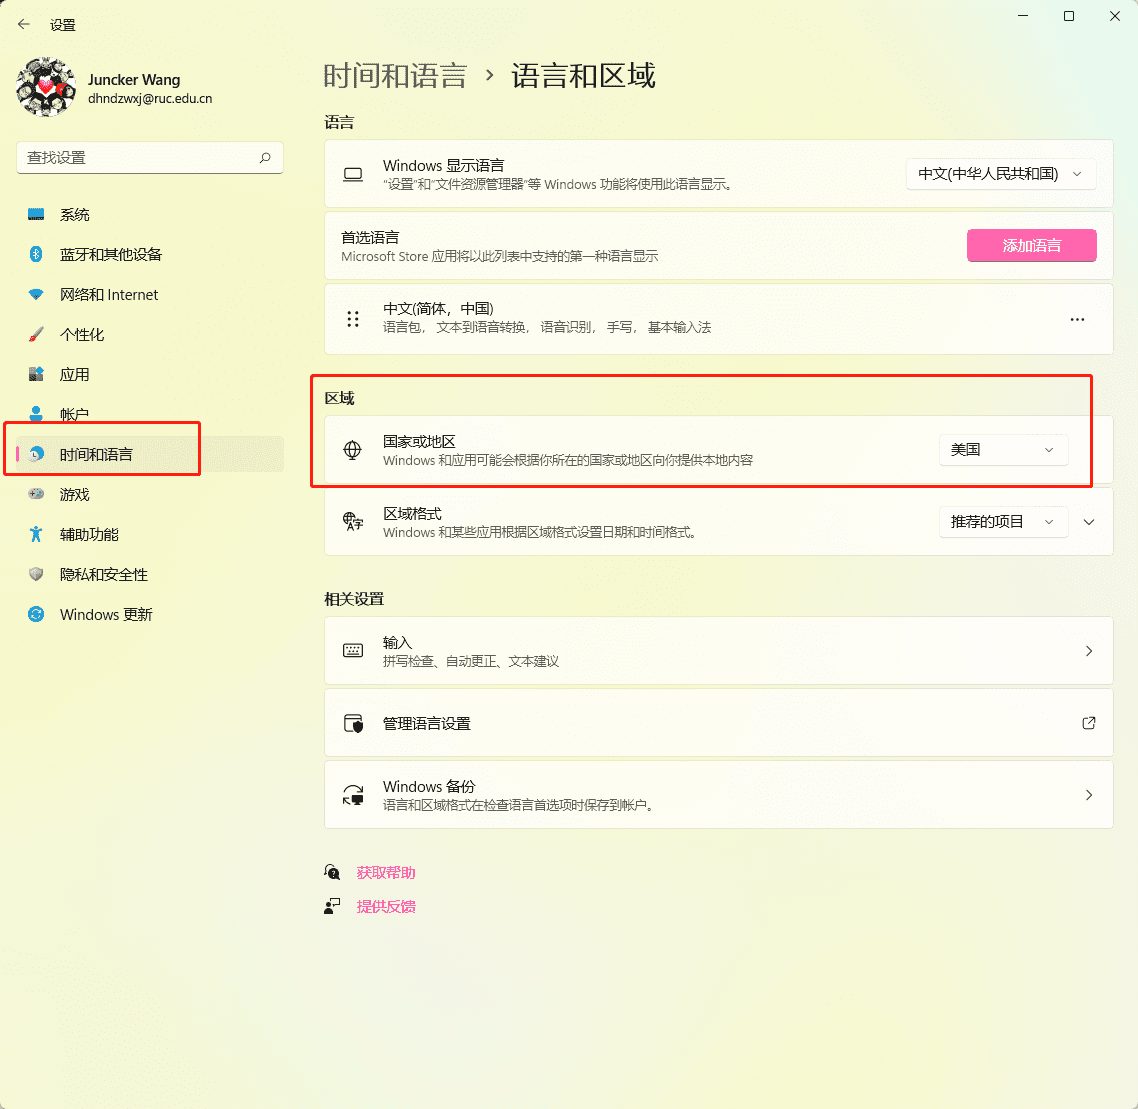 设置
Juncker Wang
dhndzwxj@ruc.edu.cn
查找设置
系统
蓝牙和其他设备
网络和 Internet
个性化
应用
帐户
时间和语言
游戏
辅助功能
隐私和安全性
Windows 更新
时间和语言 › 语言和区域
语言
Windows 显示语言
"设置"和"文件资源管理器"等 Windows 功能将使用此语言显示。
中文(中华人民共和国)
首选语言
Microsoft Store 应用将以此列表中支持的第一种语言显示
添加语言
中文(简体，中国)
语言包， 文本到语音转换， 语音识别， 手写， 基本输入法
区域
国家或地区
Windows 和应用可能会根据你所在的国家或地区向你提供本地内容
美国
区域格式
Windows 和某些应用根据区域格式设置日期和时间格式。
推荐的项目
相关设置
输入
拼写检查、自动更正、文本建议
管理语言设置
Windows 备份
语言和区域格式在检查语言首选项时保存到帐户。
获取帮助
提供反馈